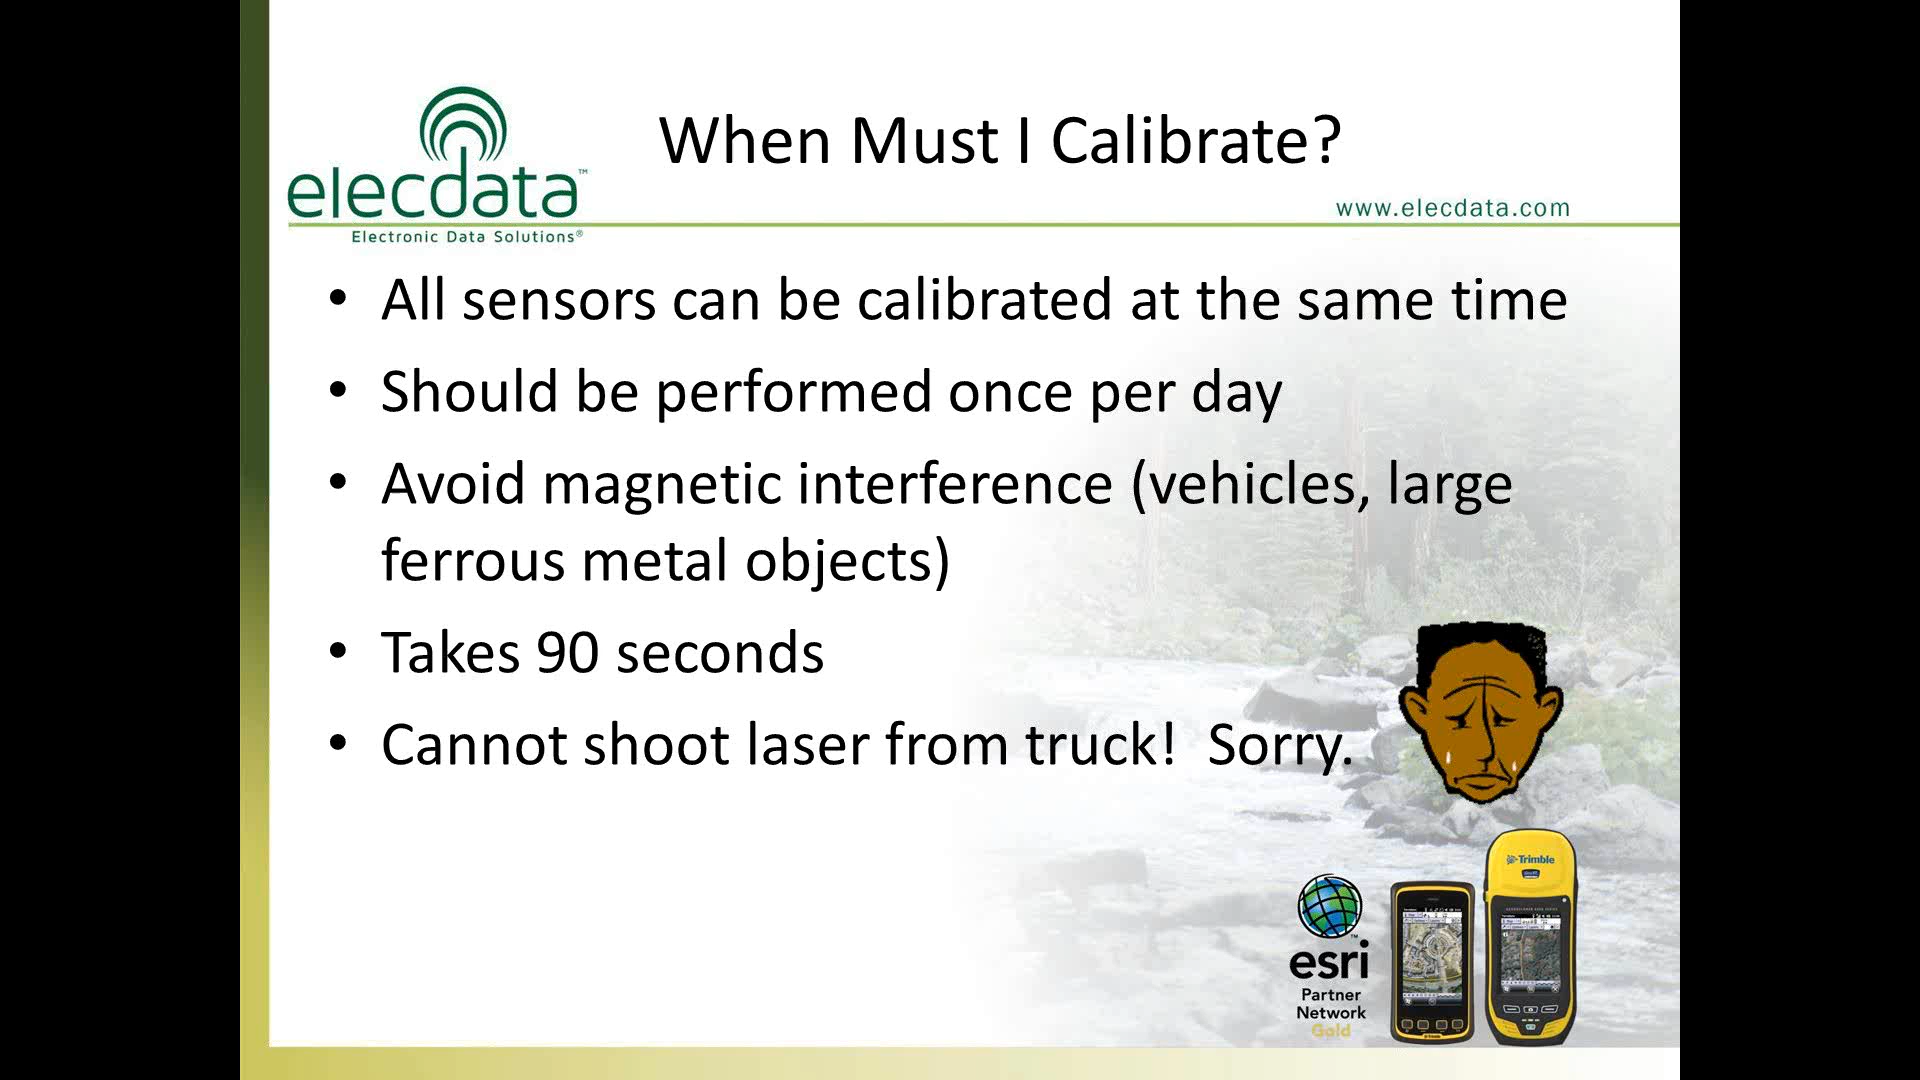 When Must I Calibrate?
elecdata™
www.elecdata.com
Electronic Data Solutions®
• All sensors can be calibrated at the same time
• Should be performed once per day
• Avoid magnetic interference (vehicles, large
ferrous metal objects)
• Takes 90 seconds
• Cannot shoot laser from truck!  Sorry.
Trimble
esri™
Partner
Network
Gold